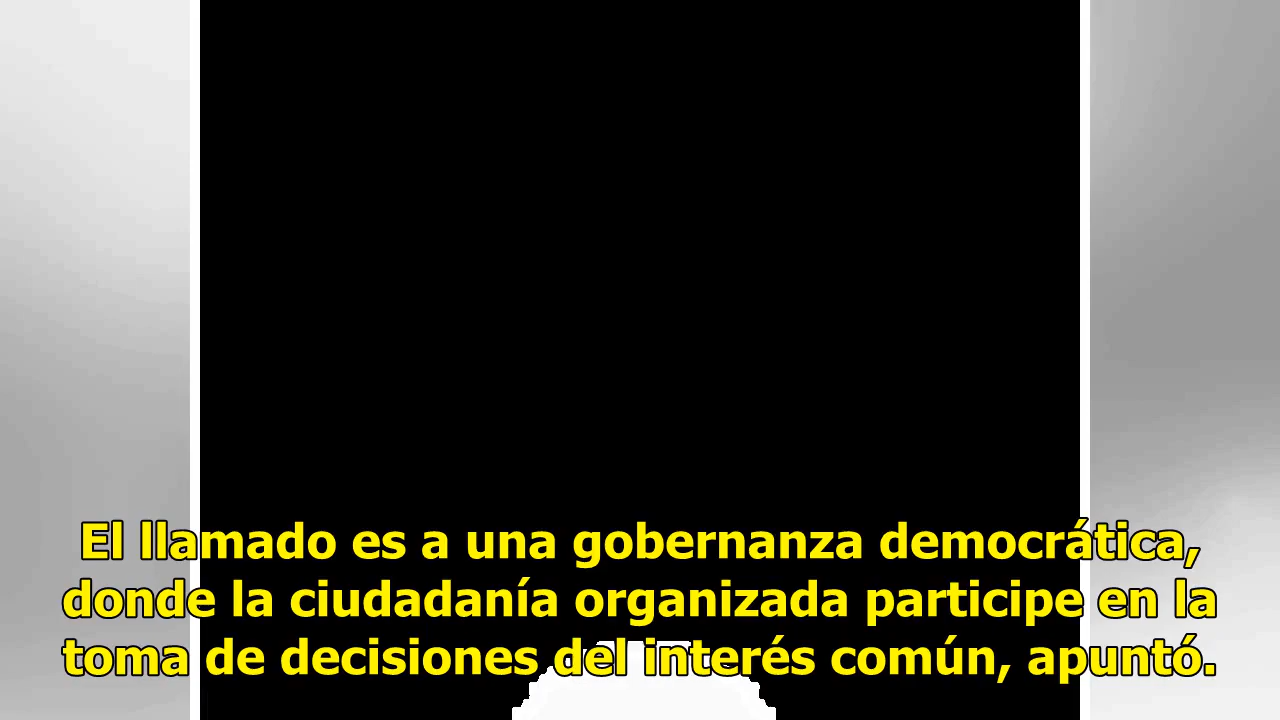 El llamado es a una gobernanza democrática,
donde la ciudadanía organizada participe en la
toma de decisiones del interés común, apuntó.